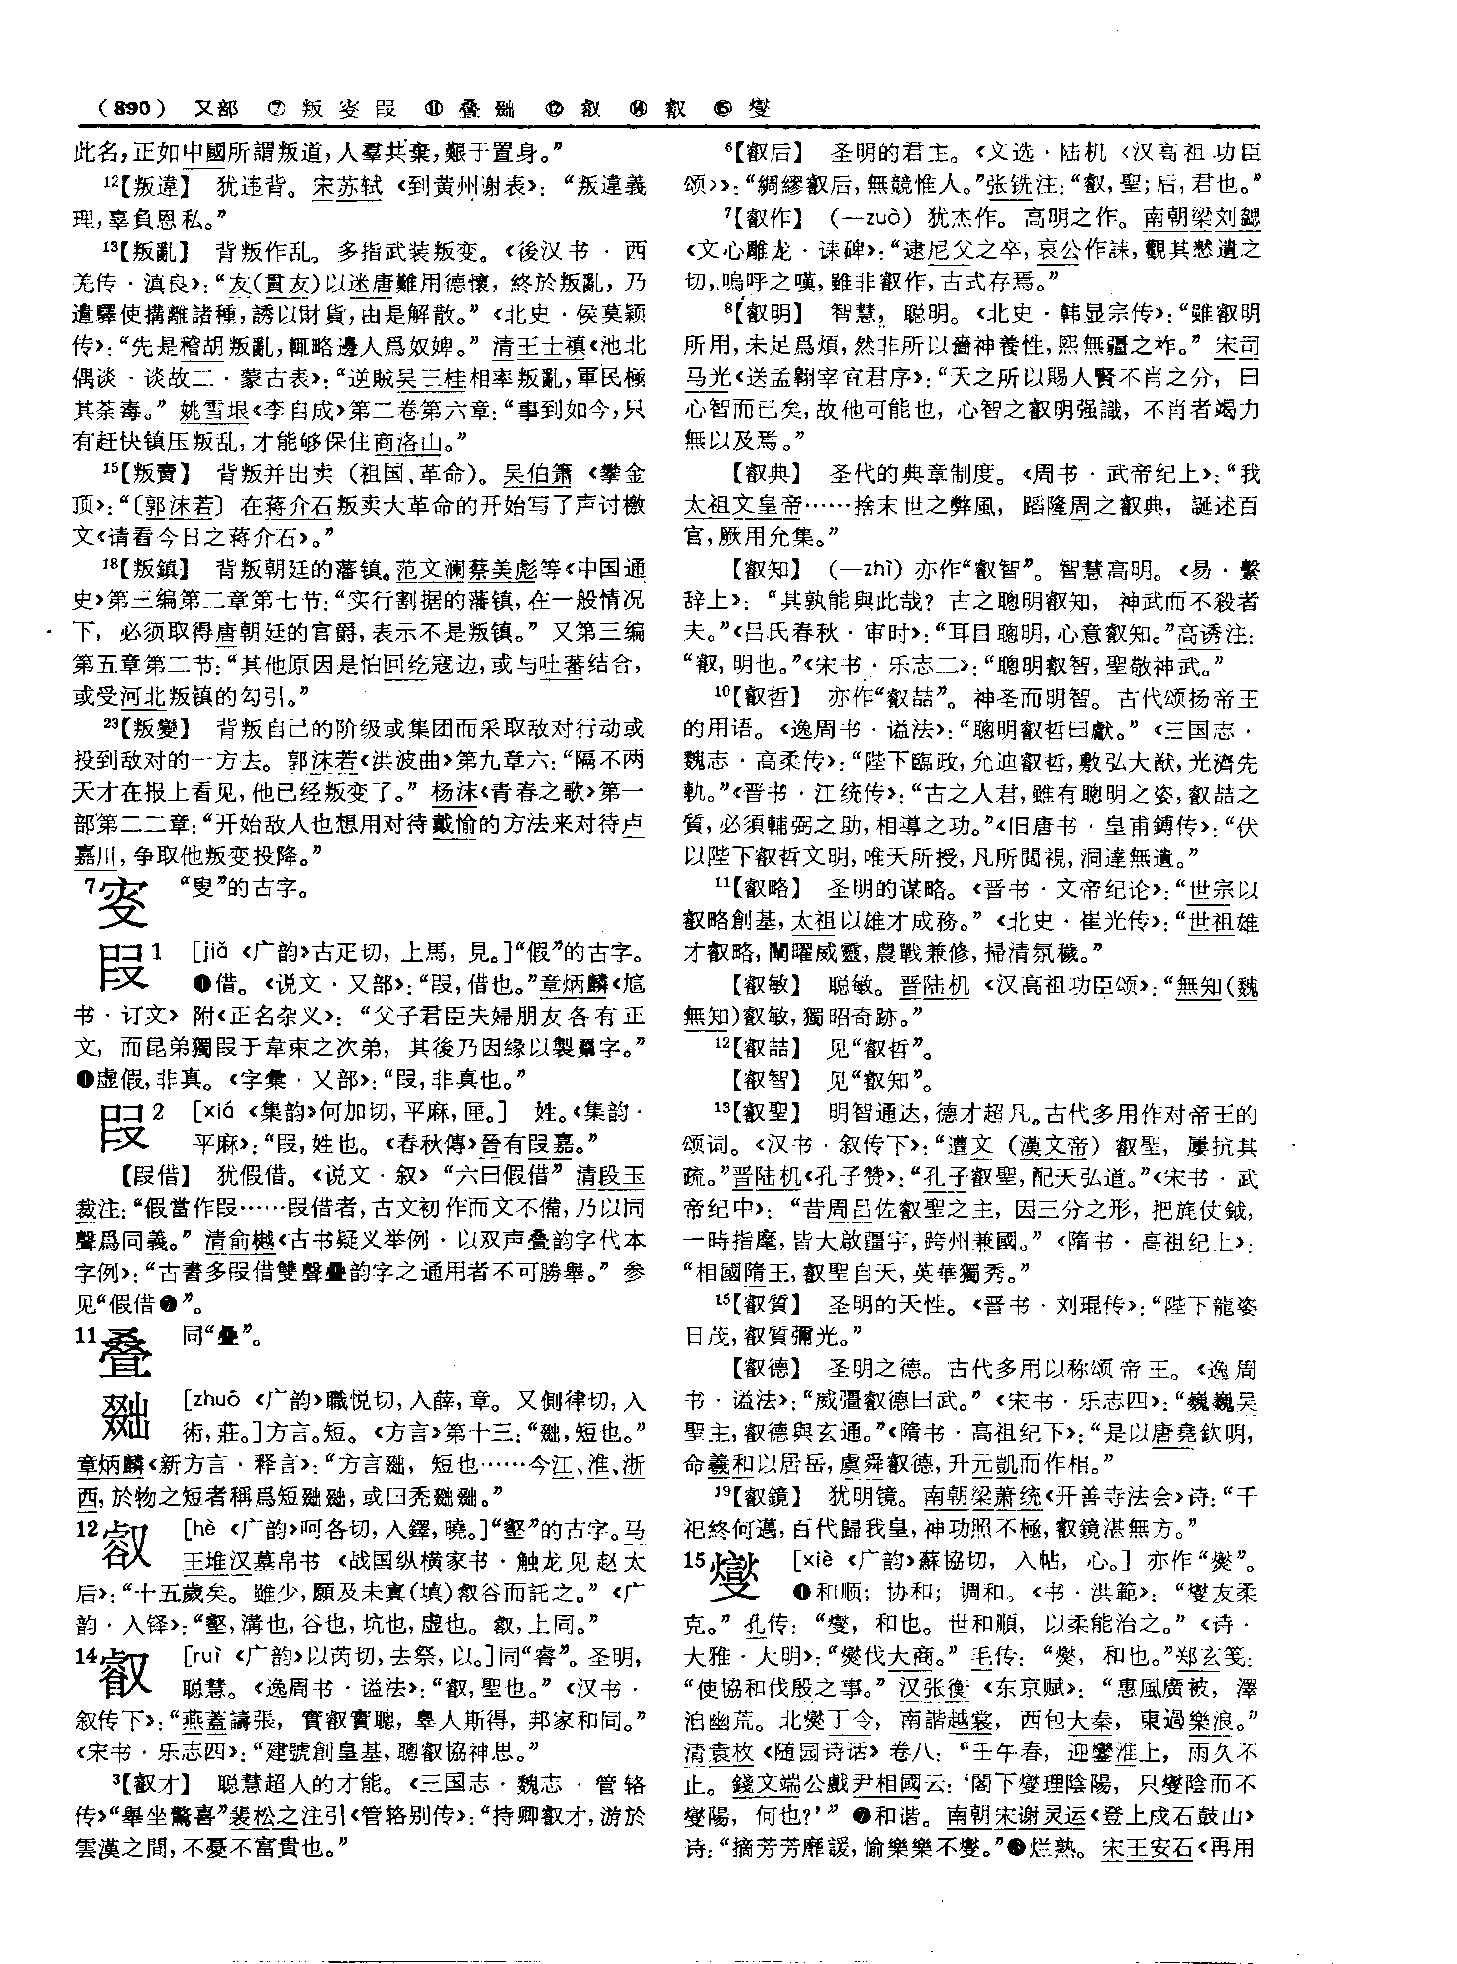 （890） 又部 ⑦ 叛 叜 叚 ⑪ 叠 叕 ⑫ 㕡 ⑭ 叡 ⑮ 燮
此名，正如中國所謂叛道，人羣共棄，艱于置身。”
12【叛違】 犹违背。宋苏轼《到黄州谢表》：“叛違義
理，辜負恩私。”
13【叛亂】 背叛作乱。多指武装叛变。《後汉书·西
羌传·滇良》：“友（貫友）以迷唐難用德懷，終於叛亂，乃
遣驛使搆離諸種，誘以財貨，由是解散。”《北史·侯莫颖
传》：“先是稽胡叛亂，輒略邊人爲奴婢。”清王士禛《池北
偶谈·谈故二·蒙古表》：“逆賊吴三桂相率叛亂，軍民極
其荼毒。”姚雪垠《李自成》第二卷第六章：“事到如今，只
有赶快镇压叛乱，才能够保住商洛山。”
15【叛賣】 背叛并出卖（祖国、革命）。吴伯箫《攀金
顶》：“〔郭沫若〕在蒋介石叛卖大革命的开始写了声讨檄
文《请看今日之蒋介石》。”
18【叛鎮】 背叛朝廷的藩镇。范文澜蔡美彪等《中国通
史》第三编第二章第七节：“实行割据的藩镇，在一般情况
下，必须取得唐朝廷的官爵，表示不是叛镇。”又第三编
第五章第二节：“其他原因是怕回纥寇边，或与吐蕃结合，
或受河北叛镇的勾引。”
23【叛變】 背叛自己的阶级或集团而采取敌对行动或
投到敌对的一方去。郭沫若《洪波曲》第九章六：“隔不两
天才在报上看见，他已经叛变了。”杨沫《青春之歌》第一
部第二二章：“开始敌人也想用对待戴愉的方法来对待卢
嘉川，争取他叛变投降。”
7叜 “叟”的古字。
叚1 ［jiǎ《广韵》古疋切，上馬，見。］“假”的古字。
❶借。《说文·又部》：“叚，借也。”章炳麟《訄
书·订文》附《正名杂义》：“父子君臣夫婦朋友各有正
文，而昆弟獨叚于韋束之次弟，其後乃因緣以製字。”
❶虚假，非真。《字彙·又部》：“叚，非真也。”
叚2 ［xiá《集韵》何加切，平麻，匣。］ 姓。《集韵·
平麻》：“叚，姓也。《春秋傳》晉有叚嘉。”
【叚借】 犹假借。《说文·叙》“六曰假借”清段玉
裁注：“假當作叚……叚借者，古文初作而文不備，乃以同
聲爲同義。”清俞樾《古书疑义举例·以双声叠韵字代本
字例》：“古書多叚借雙聲疊韵字之通用者不可勝舉。”参
见“假借❼”。
11叠 同“疊”。
［zhuō《广韵》職悦切，入薛，章。又側律切，入
術，莊。］方言。短。《方言》第十三：“，短也。”
章炳麟《新方言·释言》：“方言，短也……今江、淮、浙
西，於物之短者稱爲短，或曰秃。”
12㕡 ［hè《广韵》呵各切，入鐸，曉。］“壑”的古字。马
王堆汉墓帛书《战国纵横家书·触龙见赵太
后》：“十五歲矣。雖少，願及未寘（填）㕡谷而託之。”《广
韵·入铎》：“壑，溝也，谷也，坑也，虚也。㕡，上同。”
14叡 ［ruì《广韵》以芮切，去祭，以。］同“睿”。圣明，
聪慧。《逸周书·谥法》：“叡，聖也。”《汉书·
叙传下》：“燕蓋譸張，實叡實聰，辠人斯得，邦家和同。”
《宋书·乐志四》：“建號創皇基，聰叡協神思。”
3【叡才】 聪慧超人的才能。《三国志·魏志·管辂
传》“舉坐驚喜”裴松之注引《管辂别传》：“持卿叡才，游於
雲漢之間，不憂不富貴也。”
6【叡后】 圣明的君主。《文选·陆机〈汉高祖功臣
颂〉》：“綢繆叡后，無競惟人。”张铣注：“叡，聖；后，君也。”
7【叡作】 （—zuò）犹杰作。高明之作。南朝梁刘勰
《文心雕龙·诔碑》：“逮尼父之卒，哀公作誄，觀其憖遺之
切，嗚呼之嘆，雖非叡作，古式存焉。”
8【叡明】 智慧，聪明。《北史·韩显宗传》：“雖叡明
所用，未足爲煩，然非所以嗇神養性，熙無疆之祚。”宋司
马光《送孟翱宰宜君序》：“天之所以賜人賢不肖之分，曰
心智而已矣，故他可能也，心智之叡明强識，不肖者竭力
無以及焉。”
【叡典】 圣代的典章制度。《周书·武帝纪上》：“我
太祖文皇帝……捨末世之弊風，蹈隆周之叡典，誕述百
官，厥用允集。”
【叡知】 （—zhì）亦作“叡智”。智慧高明。《易·繫
辞上》：“其孰能與此哉？古之聰明叡知，神武而不殺者
夫。”《吕氏春秋·审时》：“耳目聰明，心意叡知。”高诱注：
“叡，明也。”《宋书·乐志二》：“聰明叡智，聖敬神武。”
10【叡哲】 亦作“叡喆”。神圣而明智。古代颂扬帝王
的用语。《逸周书·谥法》：“聰明叡哲曰獻。”《三国志·
魏志·高柔传》：“陛下臨政，允迪叡哲，敷弘大猷，光濟先
軌。”《晋书·江统传》：“古之人君，雖有聰明之姿，叡喆之
質，必須輔弼之助，相導之功。”《旧唐书·皇甫鎛传》：“伏
以陛下叡哲文明，唯天所授，凡所閲視，洞達無遺。”
11【叡略】 圣明的谋略。《晋书·文帝纪论》：“世宗以
叡略創基，太祖以雄才成務。”《北史·崔光传》：“世祖雄
才叡略，闡曜威靈，農戰兼修，掃清氛穢。”
【叡敏】 聪敏。晋陆机《汉高祖功臣颂》：“無知（魏
無知）叡敏，獨昭奇跡。”
12【叡喆】 见“叡哲”。
【叡智】 见“叡知”。
13【叡聖】 明智通达，德才超凡。古代多用作对帝王的
颂词。《汉书·叙传下》：“遭文（漢文帝）叡聖，屢抗其
疏。”晋陆机《孔子赞》：“孔子叡聖，配天弘道。”《宋书·武
帝纪中》：“昔周吕佐叡聖之主，因三分之形，把旄仗鉞，
一時指麾，皆大啟疆宇，跨州兼國。”《隋书·高祖纪上》：
“相國隋王，叡聖自天，英華獨秀。”
15【叡質】 圣明的天性。《晋书·刘琨传》：“陛下龍姿
日茂，叡質彌光。”
【叡德】 圣明之德。古代多用以称颂帝王。《逸周
书·谥法》：“威彊叡德曰武。”《宋书·乐志四》：“巍巍吴
聖主，叡德與玄通。”《隋书·高祖纪下》：“是以唐堯欽明，
命羲和以居岳，虞舜叡德，升元凱而作相。”
19【叡鏡】 犹明镜。南朝梁萧统《开善寺法会》诗：“千
祀終何邁，百代歸我皇，神功照不極，叡鏡湛無方。”
15燮 ［xiè《广韵》蘇協切，入帖，心。］亦作“爕”。
❶和顺；协和；调和。《书·洪範》：“燮友柔
克。”孔传：“燮，和也。世和順，以柔能治之。”《诗·
大雅·大明》：“燮伐大商。”毛传：“燮，和也。”郑玄笺：
“使協和伐殷之事。”汉张衡《东京赋》：“惠風廣被，澤
洎幽荒。北燮丁令，南諧越裳，西包大秦，東過樂浪。”
清袁枚《随园诗话》卷八：“壬午春，迎鑾淮上，雨久不
止。錢文端公戲尹相國云：‘閣下燮理陰陽，只燮陰而不
燮陽，何也？’”❷和谐。南朝宋谢灵运《登上戍石鼓山》
诗：“摘芳芳靡諼，愉樂樂不燮。”❸烂熟。宋王安石《再用